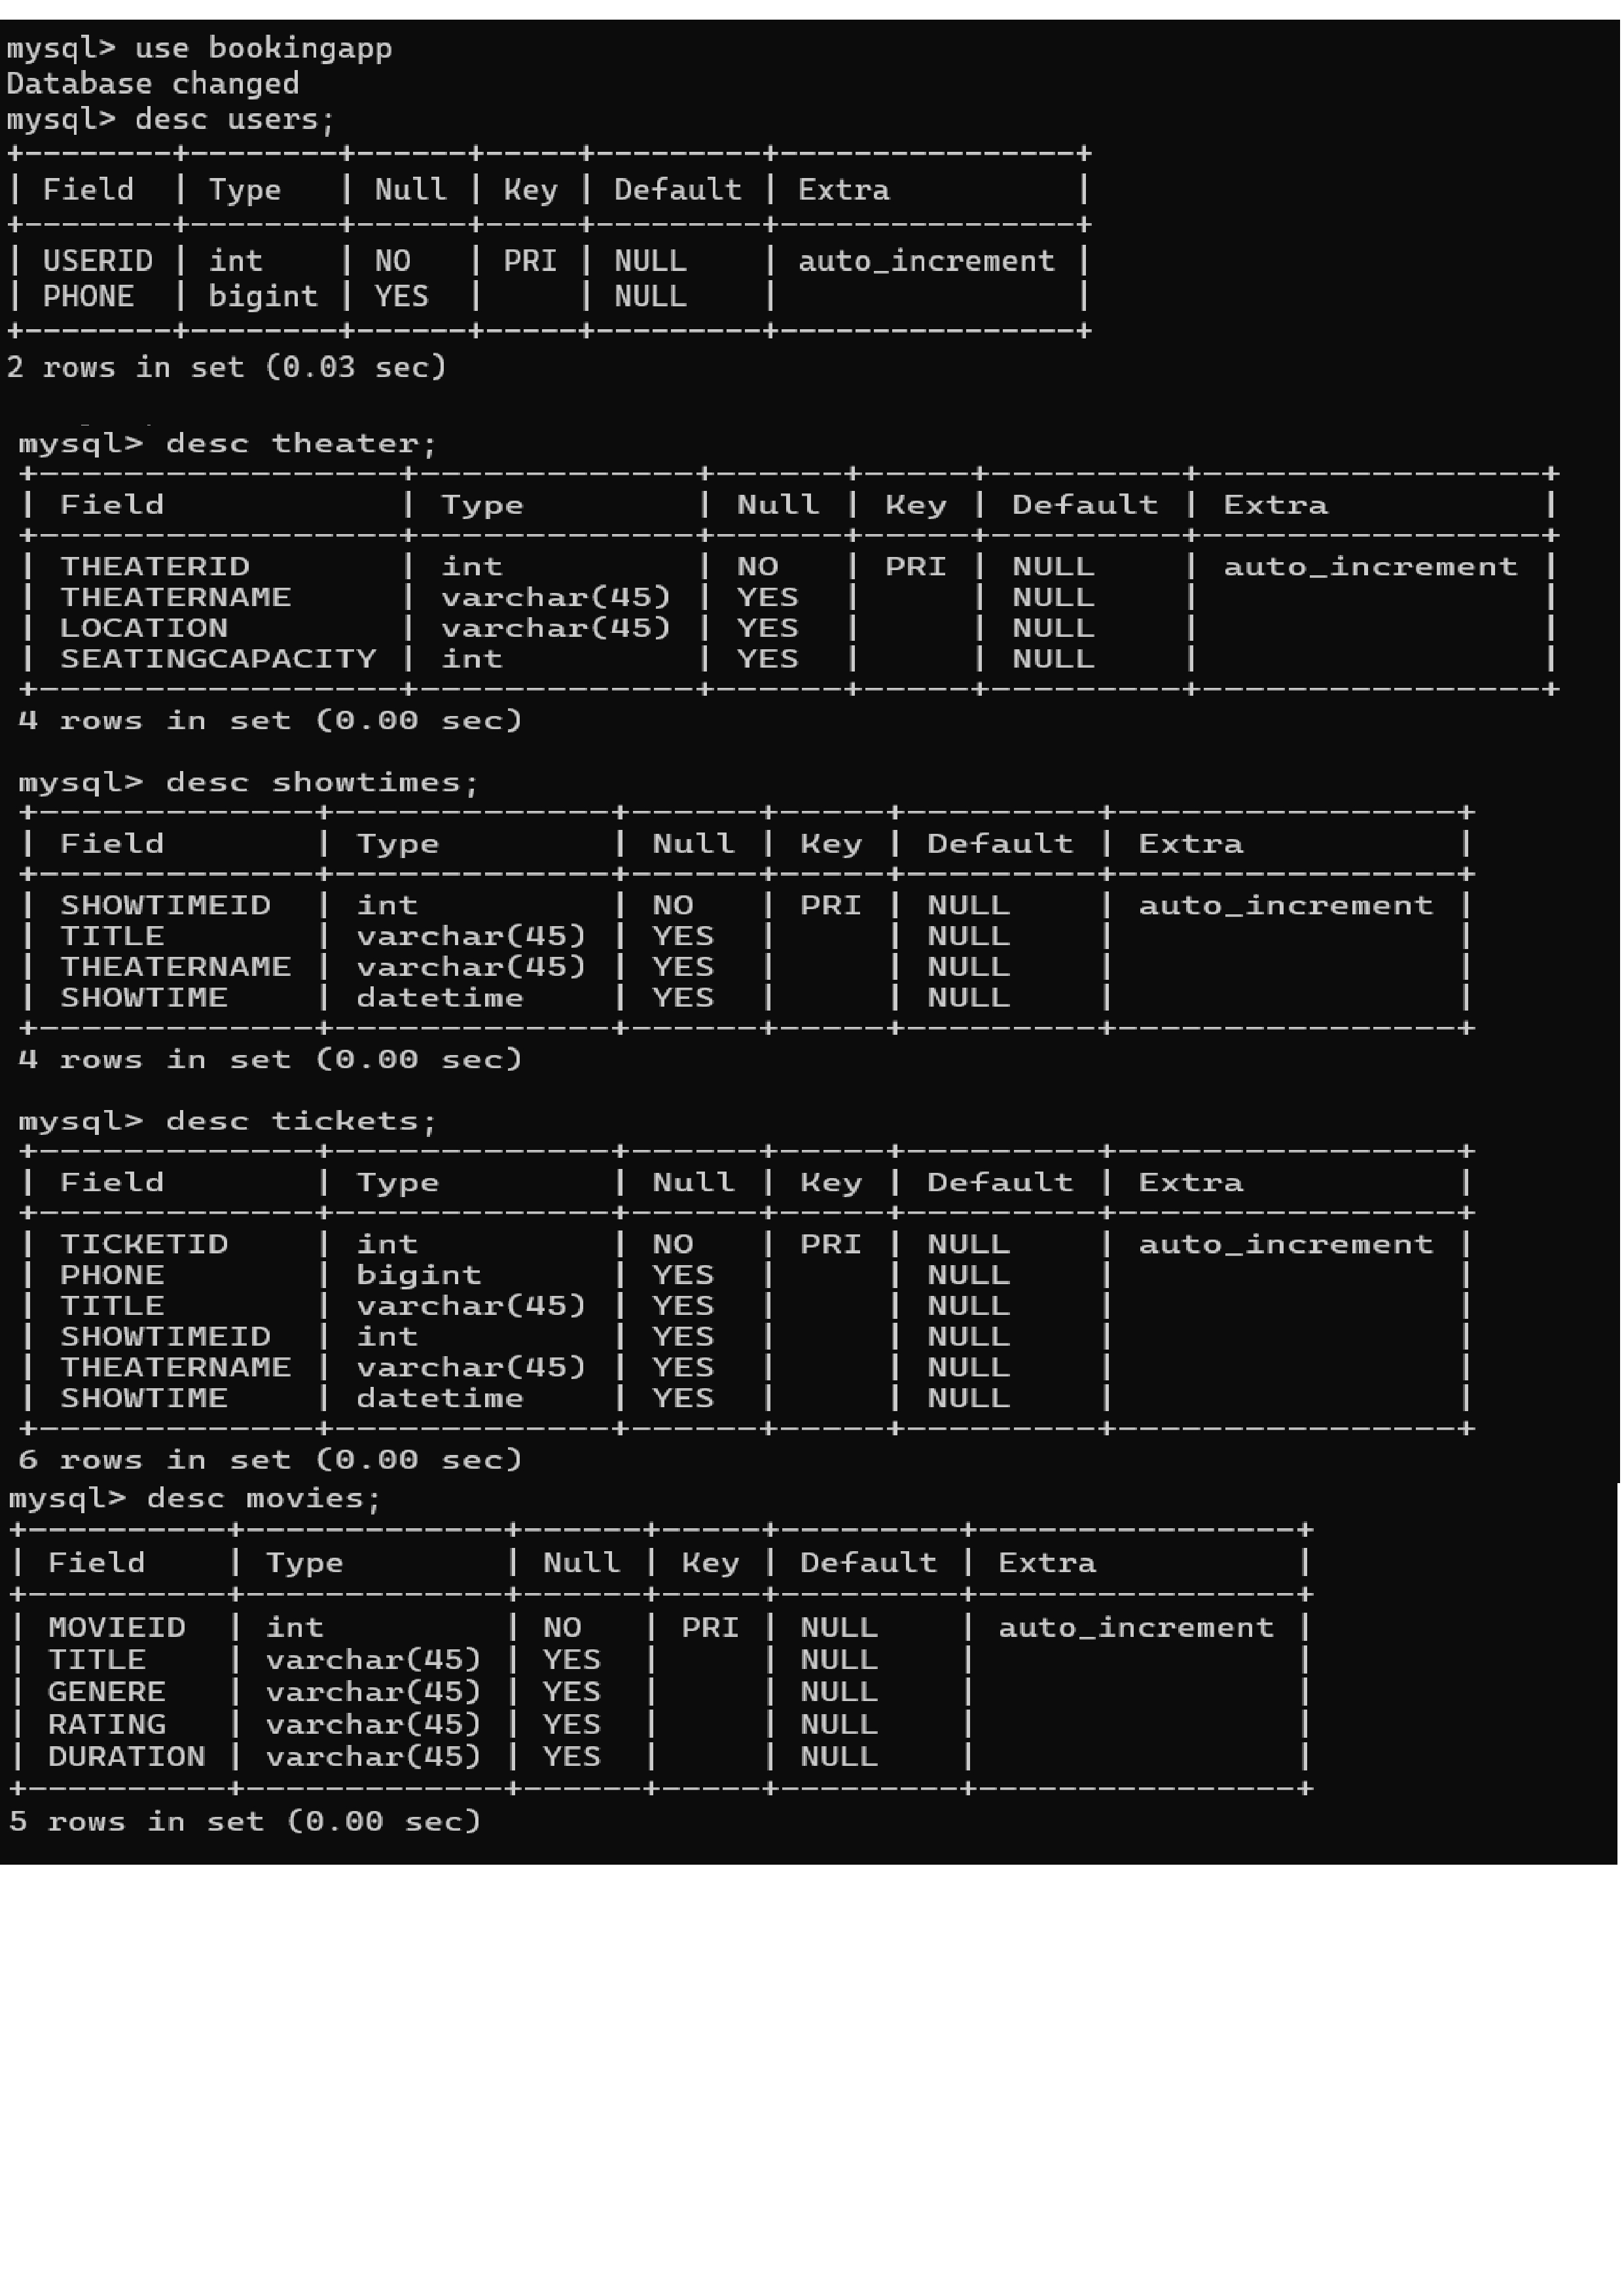 mysql> use bookingapp
Database changed
mysql> desc users;
+--------+--------+------+-----+---------+----------------+
| Field  | Type   | Null | Key | Default | Extra          |
+--------+--------+------+-----+---------+----------------+
| USERID | int    | NO   | PRI | NULL    | auto_increment |
| PHONE  | bigint | YES  |     | NULL    |                |
+--------+--------+------+-----+---------+----------------+
2 rows in set (0.03 sec)
mysql> desc theater;
+-----------------+-------------+------+-----+---------+----------------+
| Field           | Type        | Null | Key | Default | Extra          |
+-----------------+-------------+------+-----+---------+----------------+
| THEATERID       | int         | NO   | PRI | NULL    | auto_increment |
| THEATERNAME     | varchar(45) | YES  |     | NULL    |                |
| LOCATION        | varchar(45) | YES  |     | NULL    |                |
| SEATINGCAPACITY | int         | YES  |     | NULL    |                |
+-----------------+-------------+------+-----+---------+----------------+
4 rows in set (0.00 sec)
mysql> desc showtimes;
+-------------+-------------+------+-----+---------+----------------+
| Field       | Type        | Null | Key | Default | Extra          |
+-------------+-------------+------+-----+---------+----------------+
| SHOWTIMEID  | int         | NO   | PRI | NULL    | auto_increment |
| TITLE       | varchar(45) | YES  |     | NULL    |                |
| THEATERNAME | varchar(45) | YES  |     | NULL    |                |
| SHOWTIME    | datetime    | YES  |     | NULL    |                |
+-------------+-------------+------+-----+---------+----------------+
4 rows in set (0.00 sec)
mysql> desc tickets;
+-------------+-------------+------+-----+---------+----------------+
| Field       | Type        | Null | Key | Default | Extra          |
+-------------+-------------+------+-----+---------+----------------+
| TICKETID    | int         | NO   | PRI | NULL    | auto_increment |
| PHONE       | bigint      | YES  |     | NULL    |                |
| TITLE       | varchar(45) | YES  |     | NULL    |                |
| SHOWTIMEID  | int         | YES  |     | NULL    |                |
| THEATERNAME | varchar(45) | YES  |     | NULL    |                |
| SHOWTIME    | datetime    | YES  |     | NULL    |                |
+-------------+-------------+------+-----+---------+----------------+
6 rows in set (0.00 sec)
mysql> desc movies;
+----------+-------------+------+-----+---------+----------------+
| Field    | Type        | Null | Key | Default | Extra          |
+----------+-------------+------+-----+---------+----------------+
| MOVIEID  | int         | NO   | PRI | NULL    | auto_increment |
| TITLE    | varchar(45) | YES  |     | NULL    |                |
| GENERE   | varchar(45) | YES  |     | NULL    |                |
| RATING   | varchar(45) | YES  |     | NULL    |                |
| DURATION | varchar(45) | YES  |     | NULL    |                |
+----------+-------------+------+-----+---------+----------------+
5 rows in set (0.00 sec)